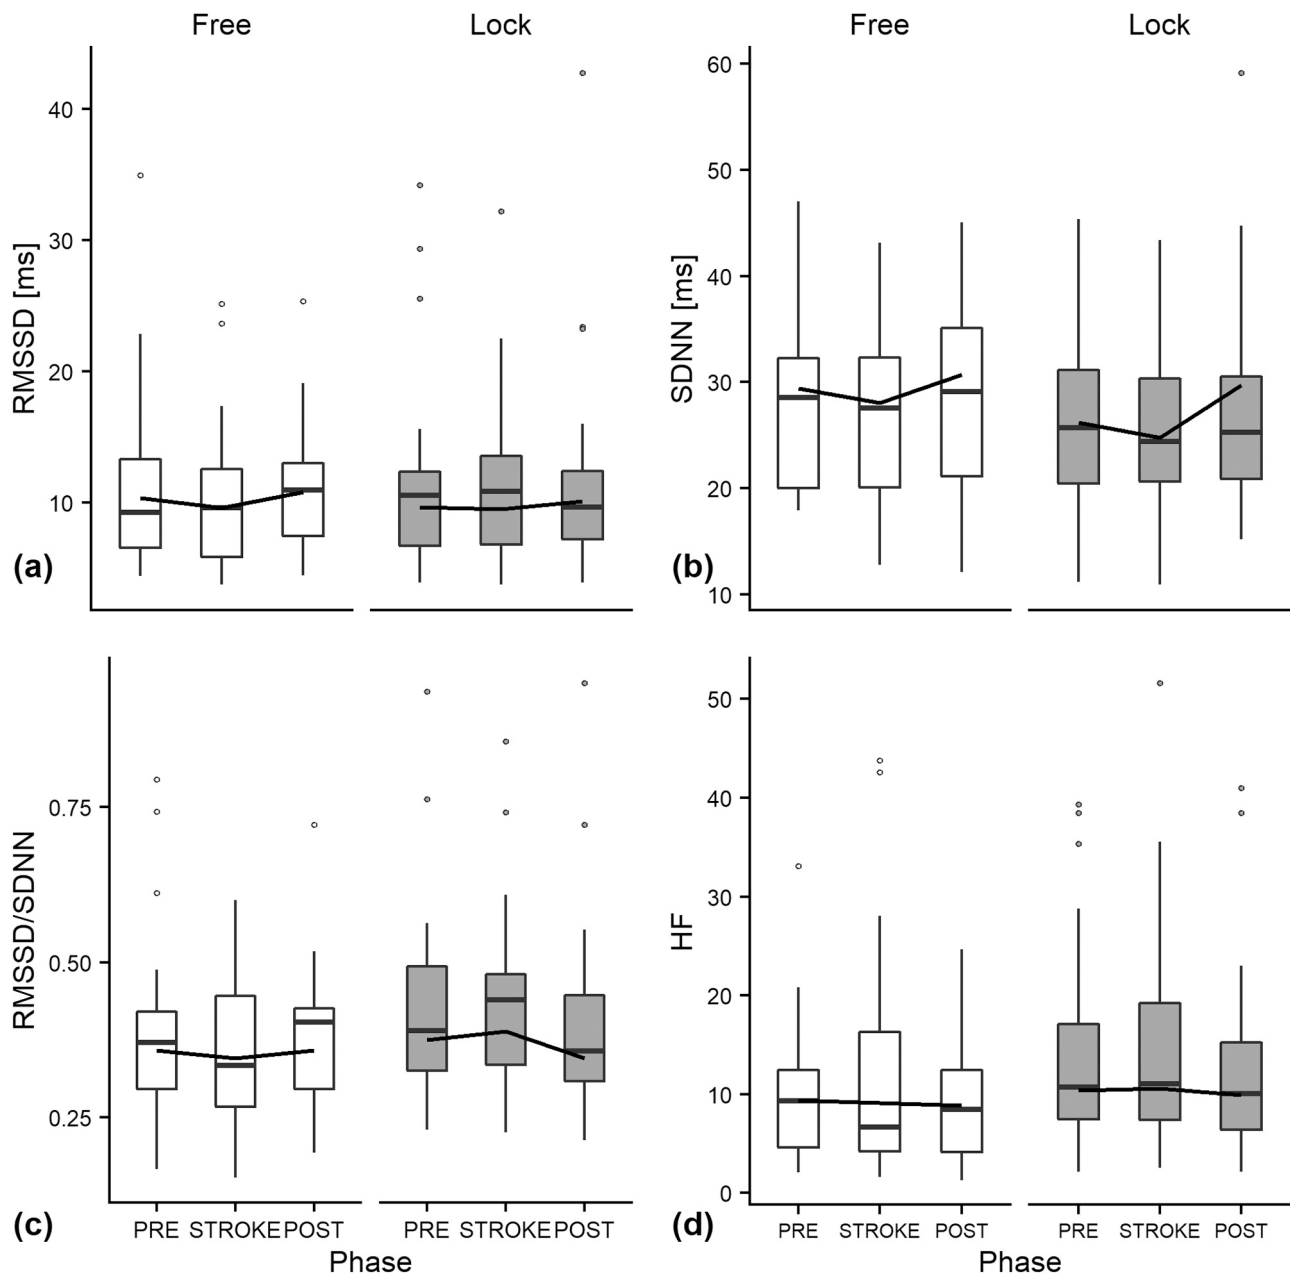 Free Lock
40
30
20
10
RMSSD [ms]
(a)
Free Lock
60
50
40
30
20
10
SDNN [ms]
(b)
0.75
0.50
0.25
RMSSD/SDNN
(c)
PRE STROKE POST PRE STROKE POST
Phase
50
40
30
20
10
0
HF
(d)
PRE STROKE POST PRE STROKE POST
Phase